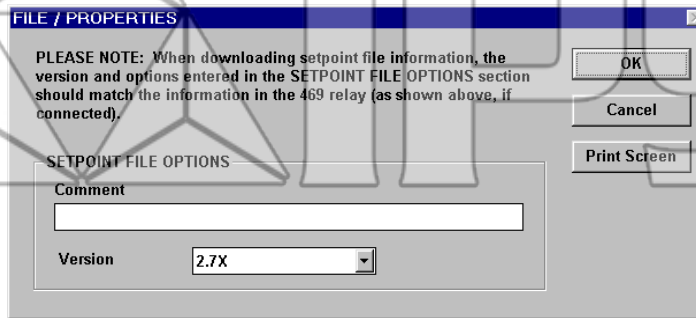 FILE / PROPERTIES
PLEASE NOTE: When downloading setpoint file information, the
version and options entered in the SETPOINT FILE OPTIONS section
should match the information in the 469 relay (as shown above, if
connected).
OK
Cancel
Print Screen
SETPOINT FILE OPTIONS
Comment
Version 2.7X